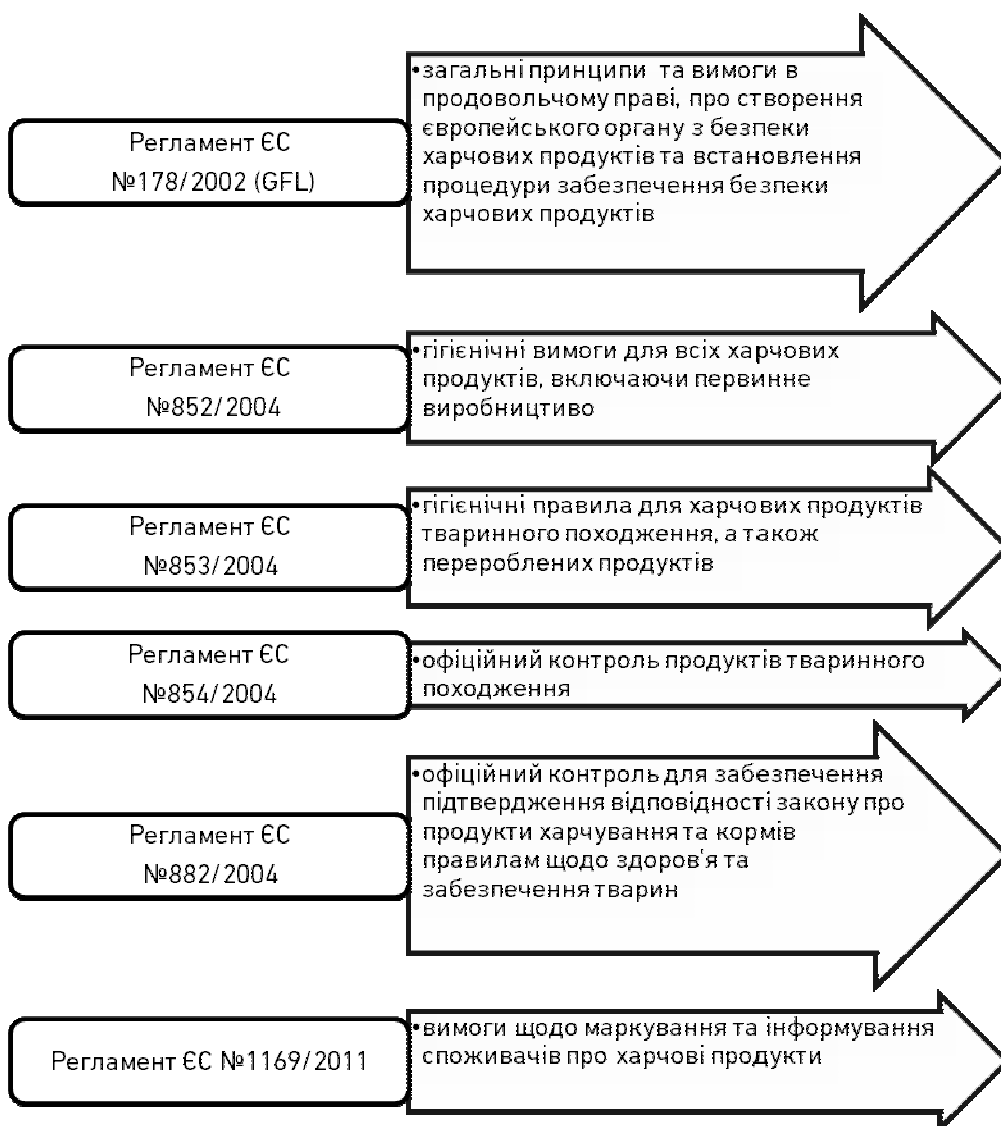 Регламент ЄС
№178/2002 (GFL)
•загальні принципи та вимоги в
продовольчому праві, про створення
європейського органу з безпеки
харчових продуктів та встановлення
процедури забезпечення безпеки
харчових продуктів
Регламент ЄС
№852/2004
•гігієнічні вимоги для всіх харчових
продуктів, включаючи первинне
виробництиво
Регламент ЄС
№853/2004
•гігієнічні правила для харчових продуктів
тваринного походження, а також
перероблених продуктів
Регламент ЄС
№854/2004
•офіційний контроль продуктів тваринного
походження
Регламент ЄС
№882/2004
•офіційний контроль для забезпечення
підтвердження відповідності закону про
продукти харчування та кормів
правилам щодо здоров'я та
забезпечення тварин
Регламент ЄС №1169/2011
•вимоги щодо маркування та інформування
споживачів про харчові продукти